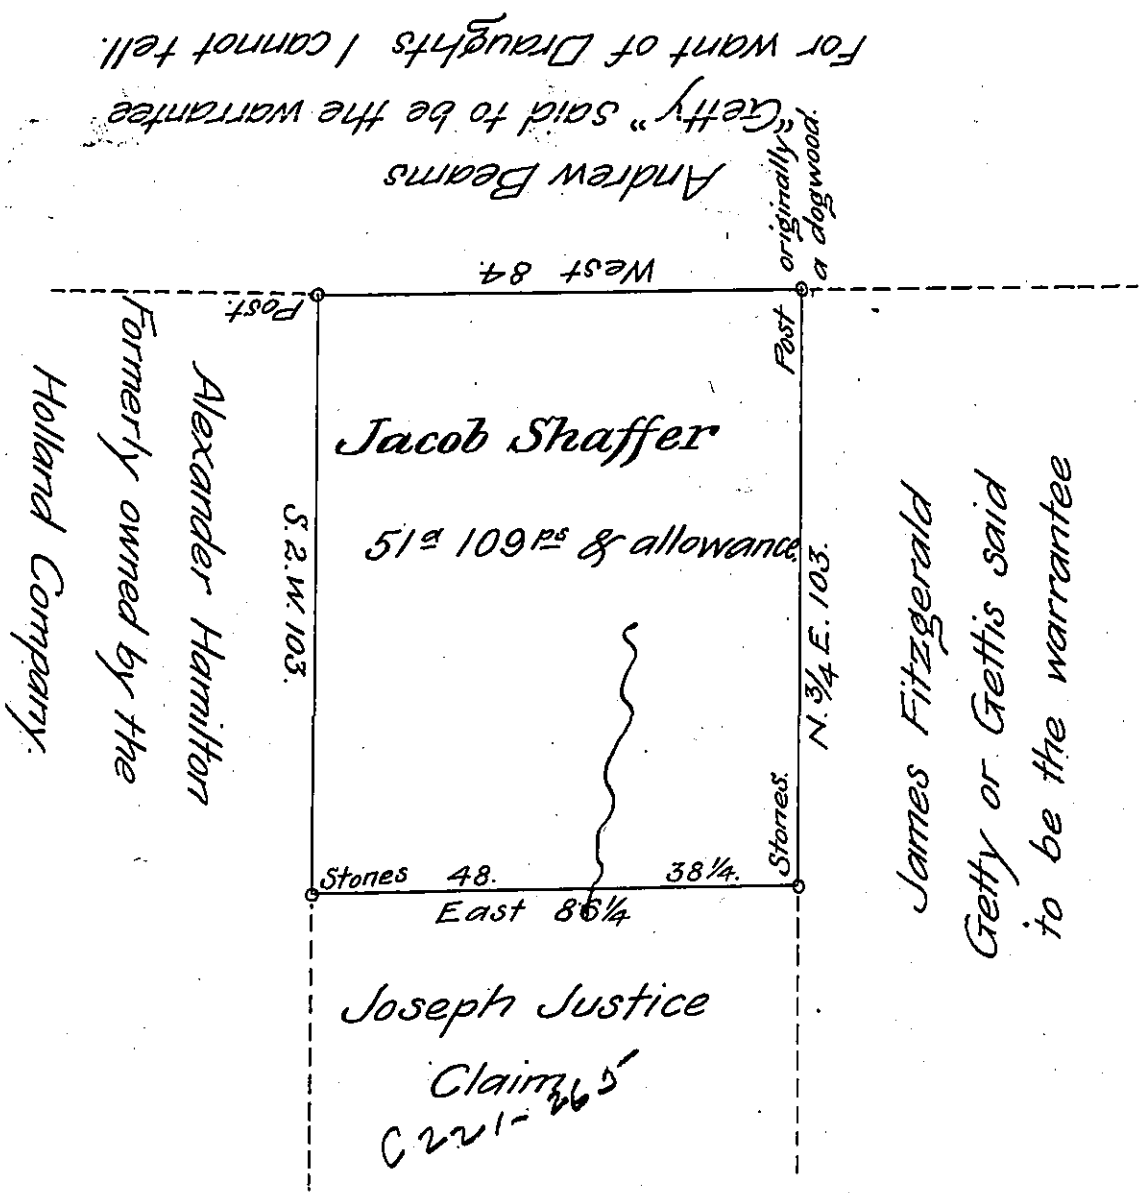 Andrew Beams
"Getty" said to be the warrantee
For want of Draughts I cannot tell.
originally
a dogwood.
West 84.
Post.
Post
Alexander Hamilton
Formerly owned by the
Holland Company.
Jacob Shaffer
51a 109ps & allowance.
S. 2. W. 103.
N. 3/4 E. 103.
James Fitzgerald
Getty or Gettis said
to be the warrantee
Stones 48. 38 1/4.
Stones.
East 86 1/4
Joseph Justice
Claim
C 221-265